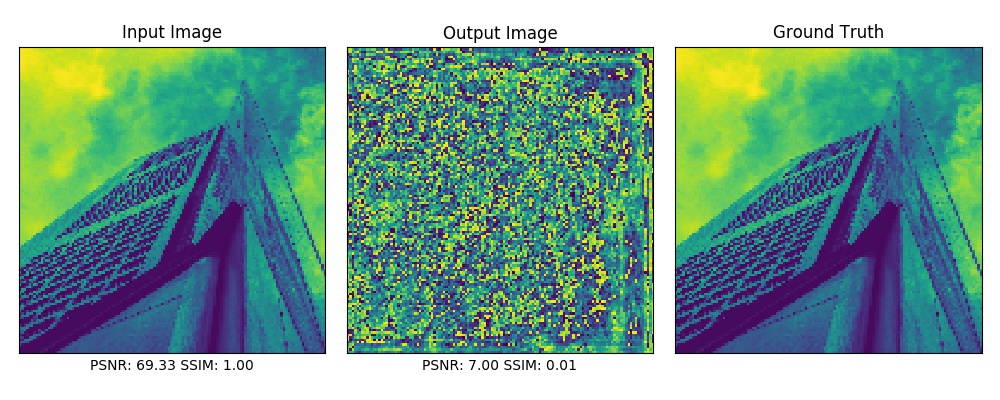 Input Image
Output Image
Ground Truth
PSNR: 69.33 SSIM: 1.00
PSNR: 7.00 SSIM: 0.01